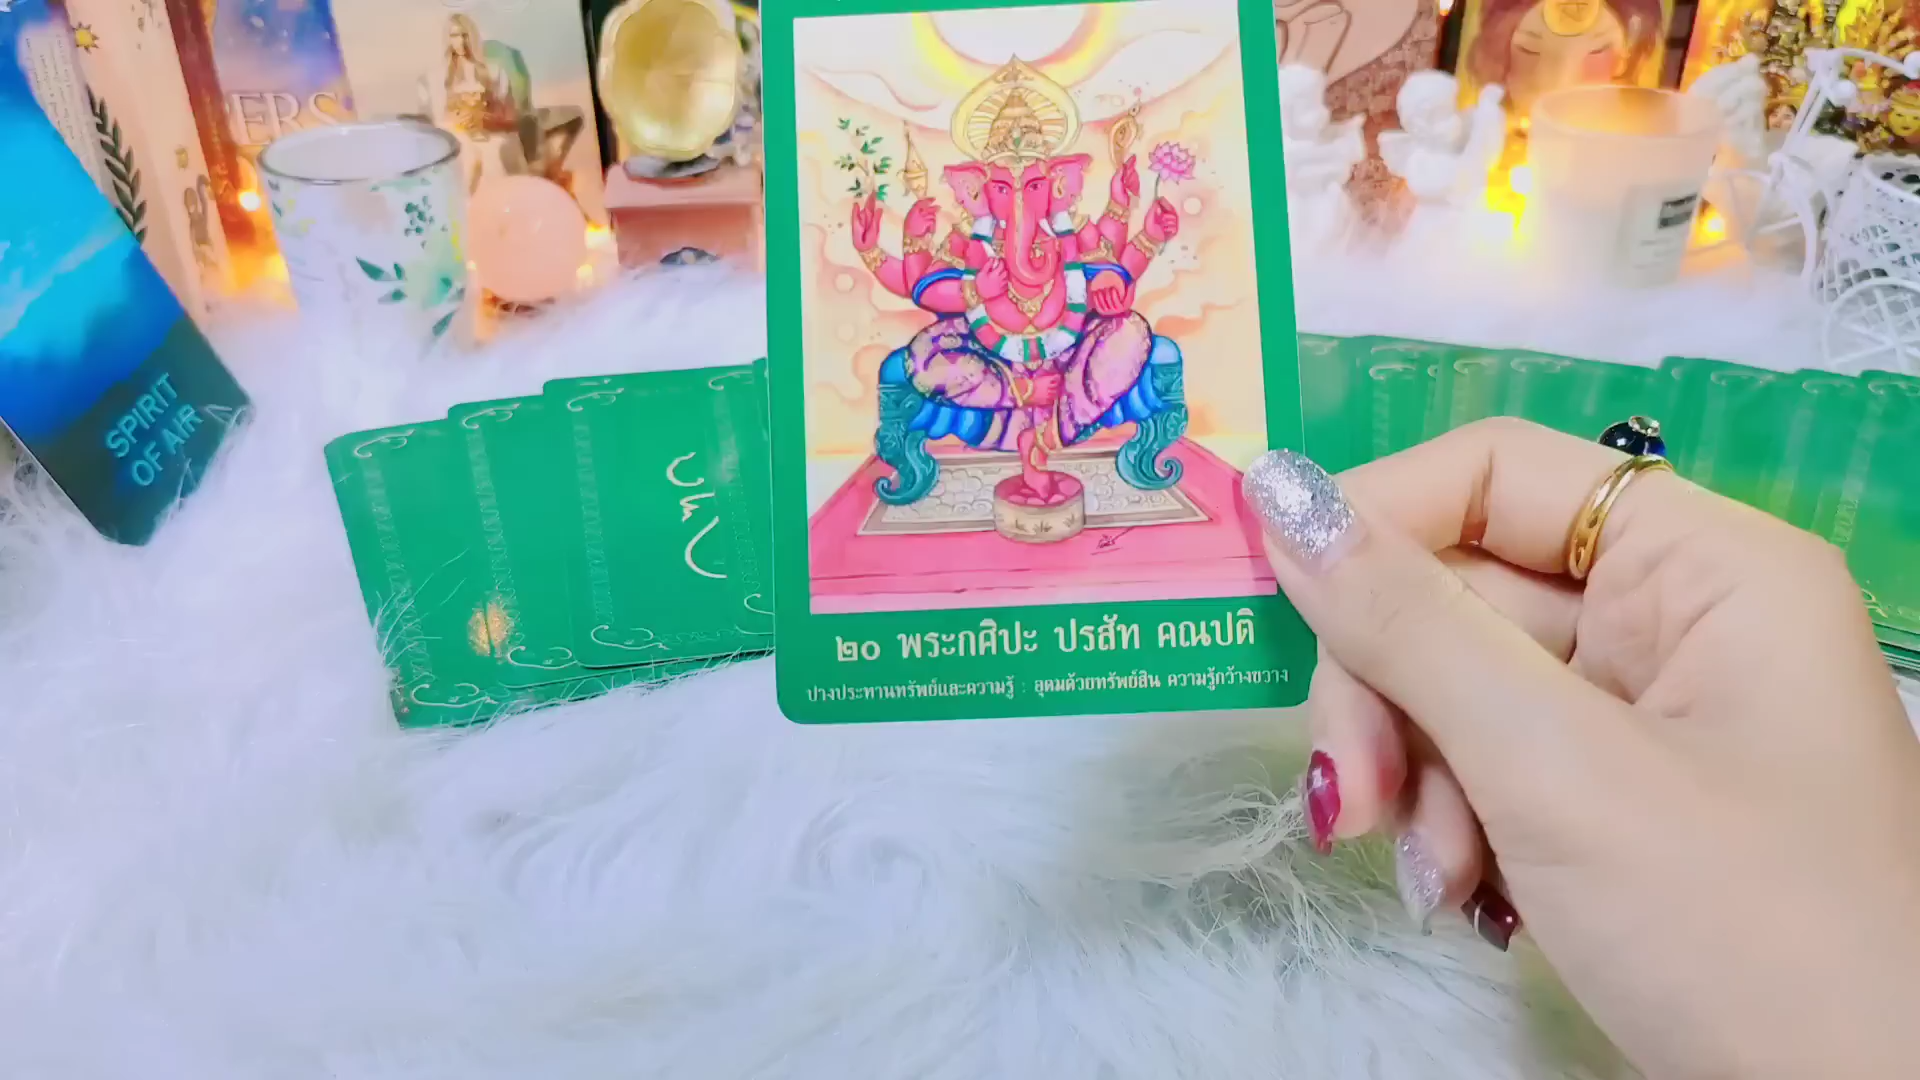 ERS
SPIRIT
OF AIR
๒๐ พระกศิปะ ปรสัท คณปติ
ปางประทานทรัพย์และความรู้ : อุดมด้วยทรัพย์สิน ความรู้กว้างขวาง